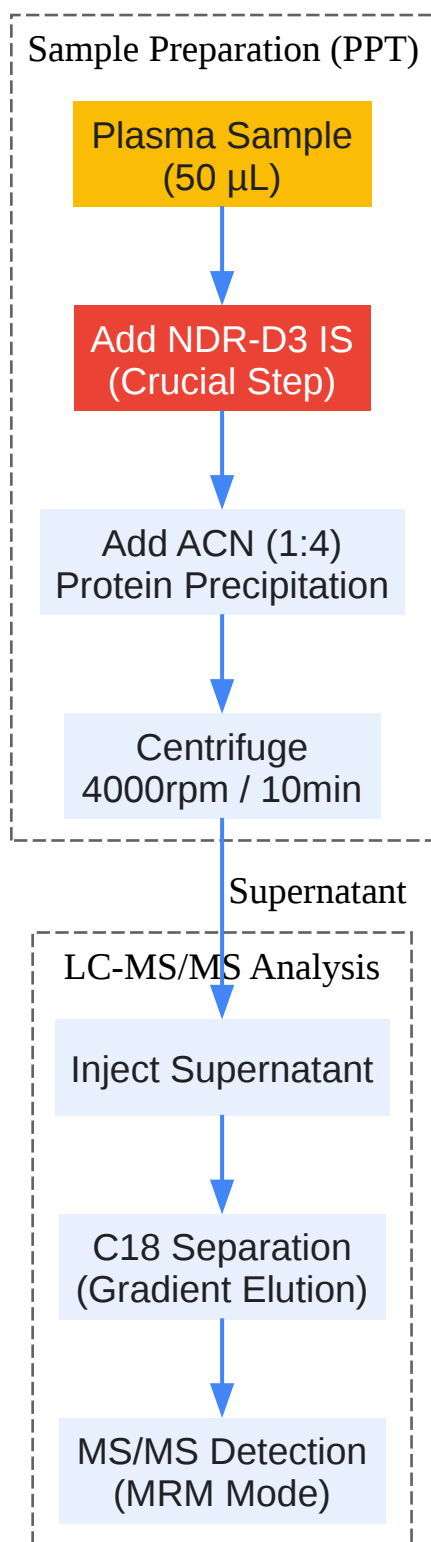 Sample Preparation (PPT)
Plasma Sample
(50 µL)
Add NDR-D3 IS
(Crucial Step)
Add ACN (1:4)
Protein Precipitation
Centrifuge
4000rpm / 10min
Supernatant
LC-MS/MS Analysis
Inject Supernatant
C18 Separation
(Gradient Elution)
MS/MS Detection
(MRM Mode)